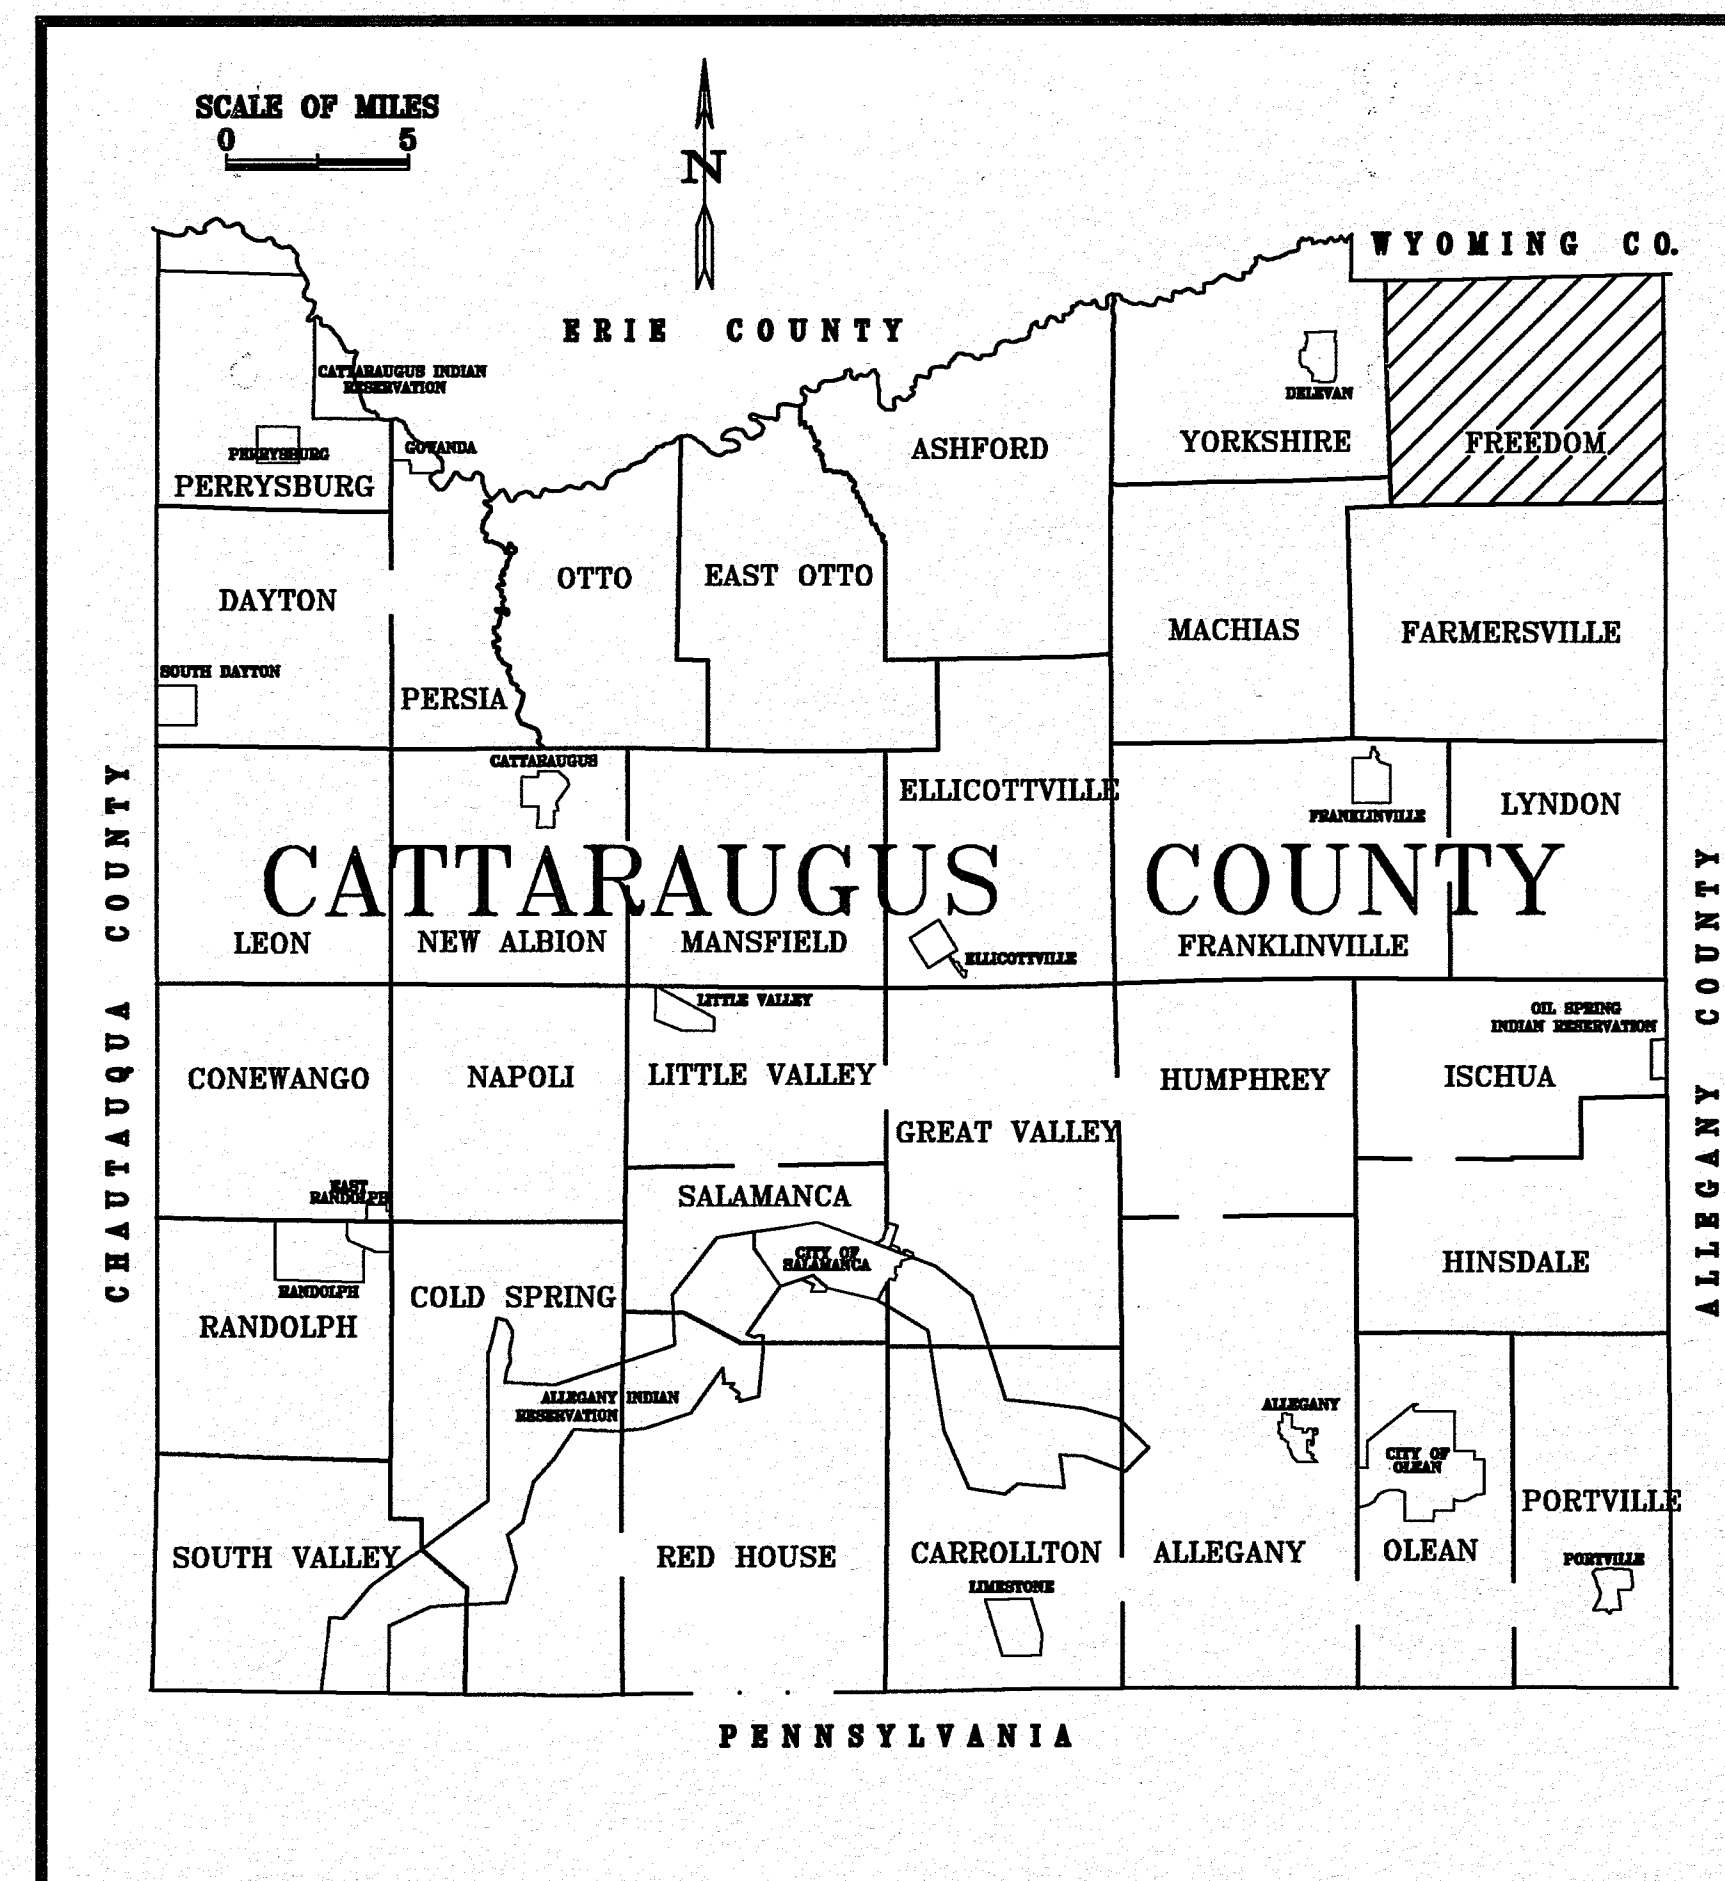 SCALE OF MILES
0 5
N
WYOMING CO.
ERIE COUNTY
CATTARAUGUS INDIAN
RESERVATION
DELEVAN
PERRYSBURG
GOWANDA
ASHFORD
YORKSHIRE
FREEDOM
PERRYSBURG
OTTO
EAST OTTO
DAYTON
MACHIAS
FARMERSVILLE
SOUTH DAYTON
PERSIA
CATTARAUGUS
ELLICOTTVILLE
FRANKLINVILLE
LYNDON
CHAUTAUQUA COUNTY
CATTARAUGUS COUNTY
ALLEGANY COUNTY
LEON
NEW ALBION
MANSFIELD
ELLICOTTVILLE
FRANKLINVILLE
LITTLE VALLEY
OIL SPRING
INDIAN RESERVATION
CONEWANGO
NAPOLI
LITTLE VALLEY
HUMPHREY
ISCHUA
GREAT VALLEY
EAST
RANDOLPH
SALAMANCA
CITY OF
SALAMANCA
HINSDALE
RANDOLPH
COLD SPRING
RANDOLPH
ALLEGANY INDIAN
RESERVATION
ALLEGANY
CITY OF
OLEAN
PORTVILLE
SOUTH VALLEY
RED HOUSE
CARROLLTON
ALLEGANY
OLEAN
PORTVILLE
LIMESTONE
PENNSYLVANIA